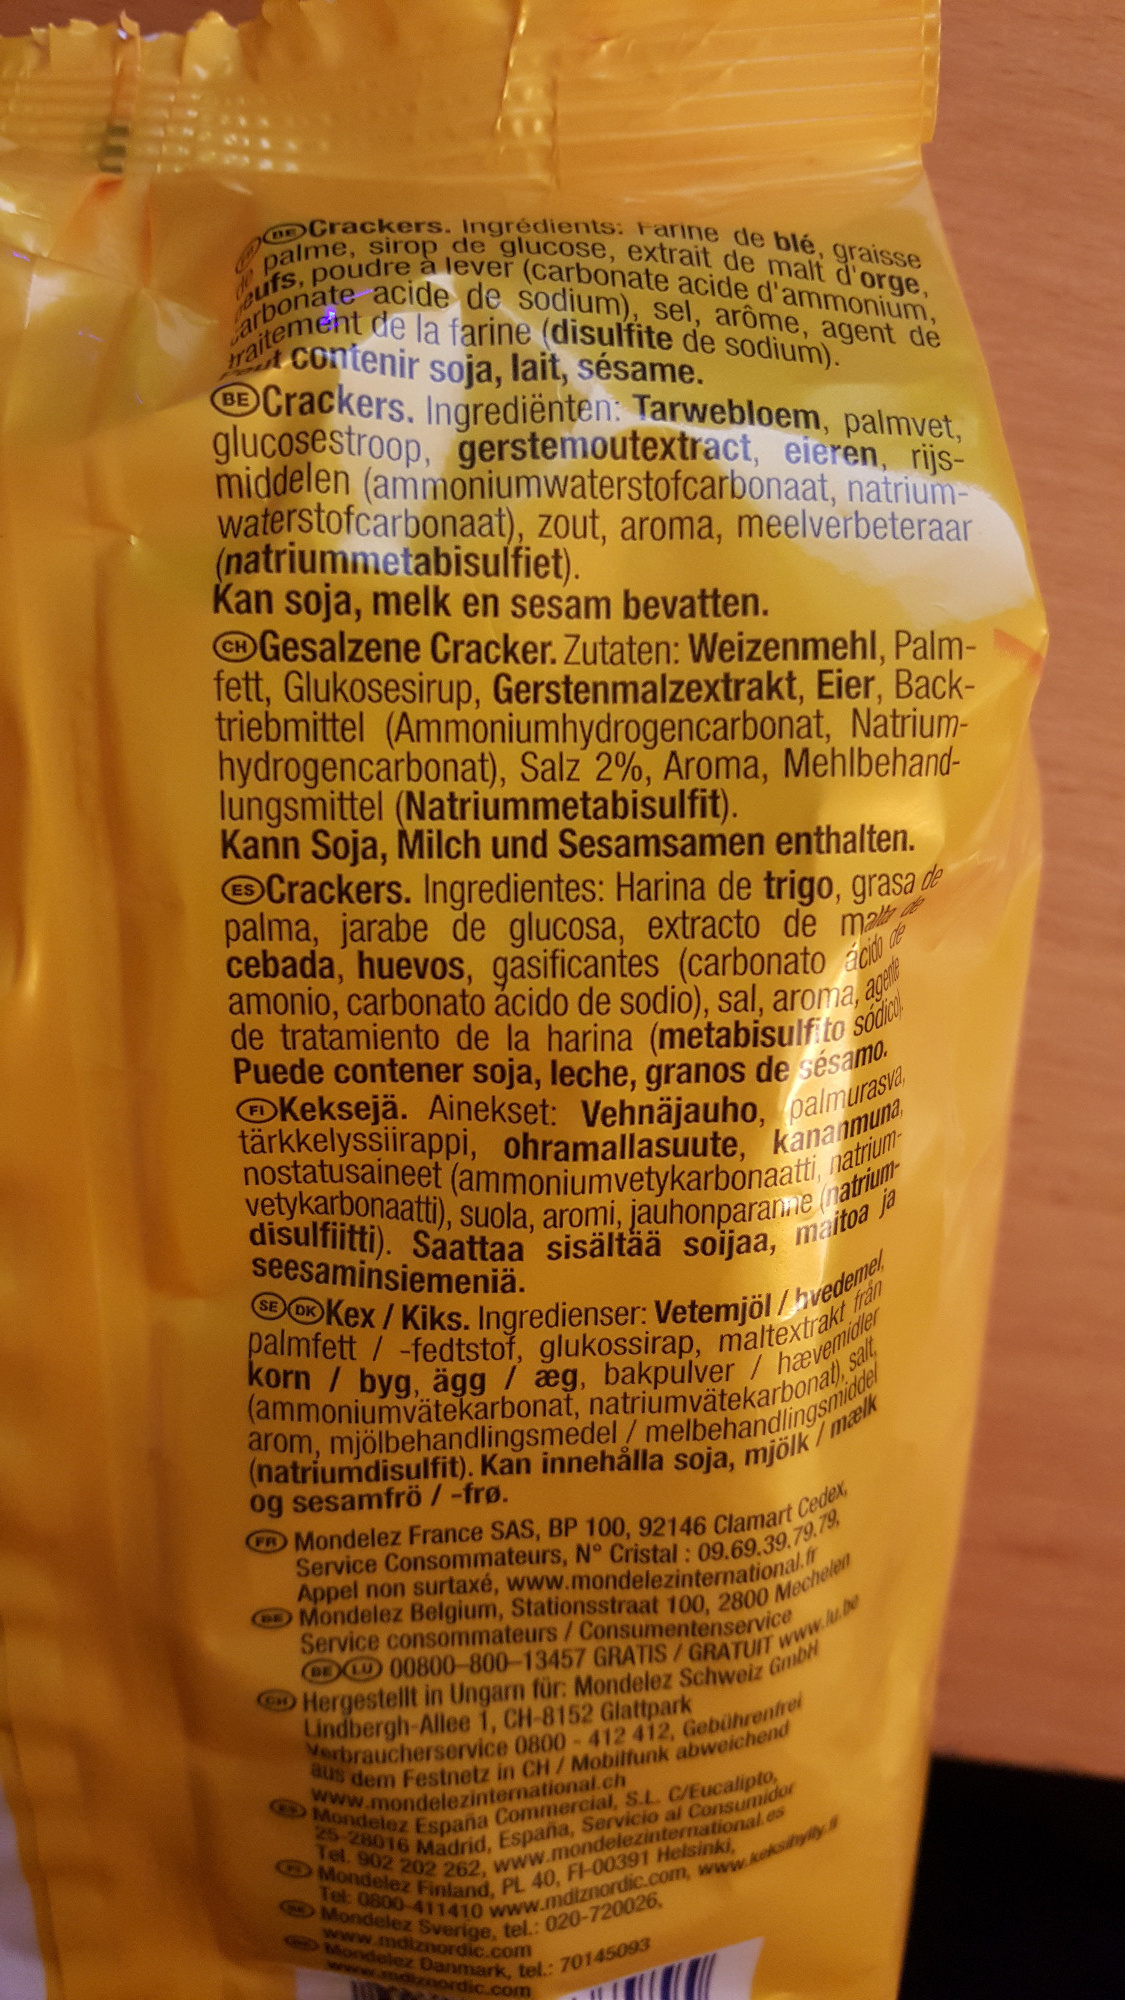 BE Crackers. Ingrédients: Farine de blé, graisse
de palme, sirop de glucose, extrait de malt d'orge,
oeufs, poudre à lever (carbonate acide d'ammonium,
carbonate acide de sodium), sel, arôme, agent de
traitement de la farine (disulfite de sodium).
Peut contenir soja, lait, sésame.
BE Crackers. Ingrediënten: Tarwebloem, palmvet,
glucosestroop, gerstemoutextract, eieren, rijs-
middelen (ammoniumwaterstofcarbonaat, natrium-
waterstofcarbonaat), zout, aroma, meelverbeteraar
(natriummetabisulfiet).
Kan soja, melk en sesam bevatten.
CH Gesalzene Cracker. Zutaten: Weizenmehl, Palm-
fett, Glukosesirup, Gerstenmalzextrakt, Eier, Back-
triebmittel (Ammoniumhydrogencarbonat, Natrium-
hydrogencarbonat), Salz 2%, Aroma, Mehlbehand-
lungsmittel (Natriummetabisulfit).
Kann Soja, Milch und Sesamsamen enthalten.
ES Crackers. Ingredientes: Harina de trigo, grasa de
palma, jarabe de glucosa, extracto de malta de
cebada, huevos, gasificantes (carbonato ácido de
amonio, carbonato ácido de sodio), sal, aroma, agente
de tratamiento de la harina (metabisulfito sódico).
Puede contener soja, leche, granos de sésamo.
FI Keksejä. Ainekset: Vehnäjauho, palmurasva,
tärkkelyssiirappi, ohramallasuute, kananmuna,
nostatusaineet (ammoniumvetykarbonaatti, natrium-
vetykarbonaatti), suola, aromi, jauhonparanne (natrium-
disulfiitti). Saattaa sisältää soijaa, maitoa ja
seesaminsiemeniä.
SE DK Kex / Kiks. Ingredienser: Vetemjöl / hvedemel,
palmfett / -fedtstof, glukossirap, maltextrakt från
korn / byg, ägg / æg, bakpulver / hævemidler
(ammoniumvätekarbonat, natriumvätekarbonat), salt,
arom, mjölbehandlingsmedel / melbehandlingsmiddel
(natriumdisulfit). Kan innehålla soja, mjölk / mælk
og sesamfrö / -frø.
FR Mondelez France SAS, BP 100, 92146 Clamart Cedex,
Service Consommateurs, N° Cristal : 09.69.39.79.79,
Appel non surtaxé, www.mondelezinternational.fr
BE Mondelez Belgium, Stationsstraat 100, 2800 Mechelen
Service consommateurs / Consumentenservice
BE LU 00800-800-13457 GRATIS / GRATUIT www.lu.be
CH Hergestellt in Ungarn für: Mondelez Schweiz GmbH
Lindbergh-Allee 1, CH-8152 Glattpark
Verbraucherservice 0800 - 412 412, Gebührenfrei
aus dem Festnetz in CH / Mobilfunk abweichend
www.mondelezinternational.ch
ES Mondelez España Commercial, S.L. C/Eucalipto,
25-28016 Madrid, España, Servicio al Consumidor
Tel. 902 202 262, www.mondelezinternational.es
FI Mondelez Finland, PL 40, FI-00391 Helsinki,
Tel: 0800-411410 www.mdlznordic.com, www.keksihylly.fi
Mondelez Sverige, tel.: 020-720026,
www.mdlznordic.com
Mondelez Danmark, tel.: 70145093
www.mdlznordic.com